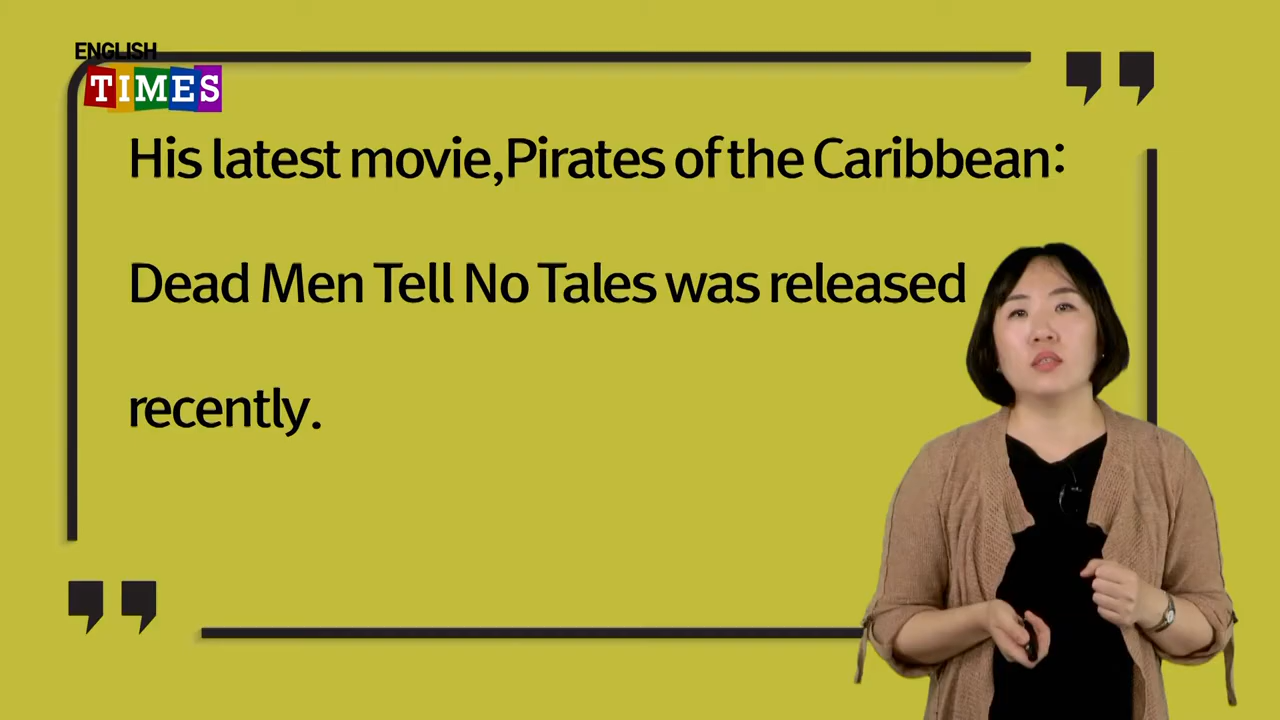 ENGLISH
TIMES
His latest movie,Pirates of the Caribbean:
Dead Men Tell No Tales was released
recently.